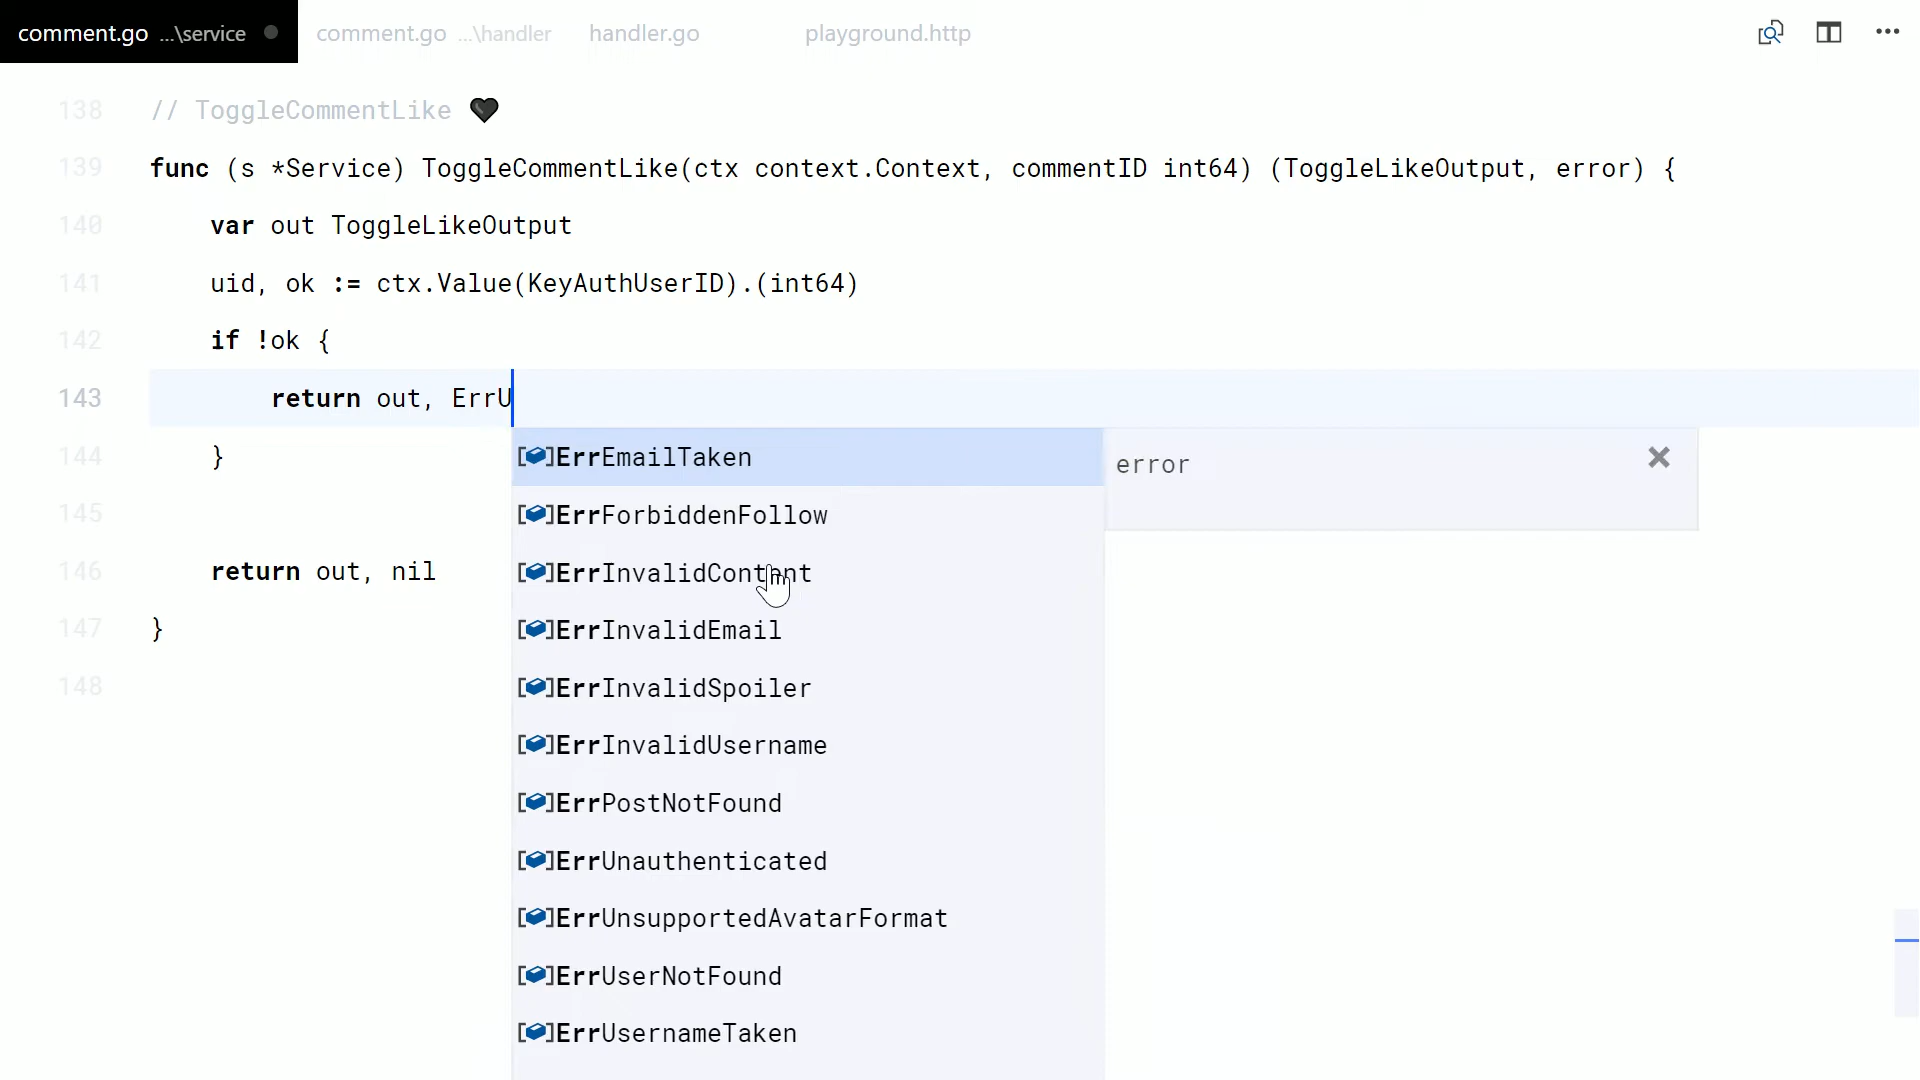 comment.go ...\service comment.go ...\handler handler.go playground.http
138 // ToggleCommentLike 🖤
139 func (s *Service) ToggleCommentLike(ctx context.Context, commentID int64) (ToggleLikeOutput, error) {
140 var out ToggleLikeOutput
141 uid, ok := ctx.Value(KeyAuthUserID).(int64)
142 if !ok {
143 return out, ErrU
144 }
145
146 return out, nil
147 }
148
ErrEmailTaken error
ErrForbiddenFollow
ErrInvalidContent
ErrInvalidEmail
ErrInvalidSpoiler
ErrInvalidUsername
ErrPostNotFound
ErrUnauthenticated
ErrUnsupportedAvatarFormat
ErrUserNotFound
ErrUsernameTaken